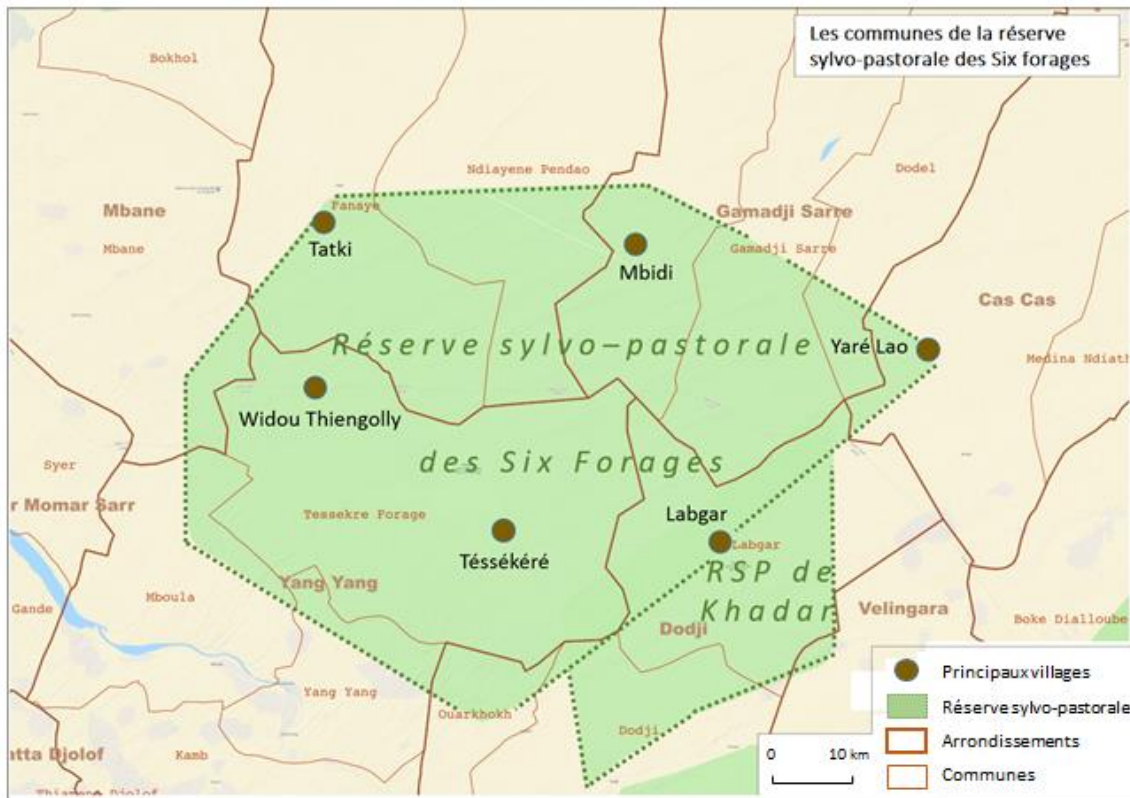 Les communes de la réserve
sylvo-pastorale des Six forages
Bokhol
Ndiayene Pendao
Dodel
Mbane
Fanaye
Gamadji Sarre
Tatki
Mbane
Mbidi
Gamadji Sarre
Cas Cas
Réserve sylvo-pastorale
Yaré Lao
Medina Ndiath
Widou Thiengolly
Syer
des Six Forages
r Momar Sarr
Tessekre Forage
Labgar
Téssékéré
Labgar
RSP de
Yang Yang
Khadar
Gande
Mboula
Velingara
Boke Dialloube
Dodji
Yang Yang
Ouarkhokh
Dodji
atta Djolof
Kamb
Thiamene Djolof
Principaux villages
Réserve sylvo-pastorale
Arrondissements
Communes
0 10 km